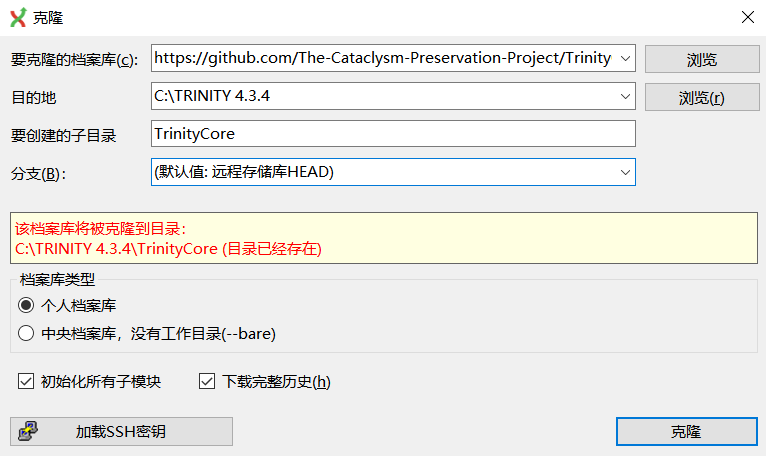 克隆
要克隆的档案库(c):
https://github.com/The-Cataclysm-Preservation-Project/Trinity
浏览
目的地
C:\TRINITY 4.3.4
浏览(r)
要创建的子目录
TrinityCore
分支(B):
(默认值: 远程存储库HEAD)
该档案库将被克隆到目录:
C:\TRINITY 4.3.4\TrinityCore (目录已经存在)
档案库类型
个人档案库
中央档案库，没有工作目录(--bare)
初始化所有子模块
下载完整历史(h)
加载SSH密钥
克隆